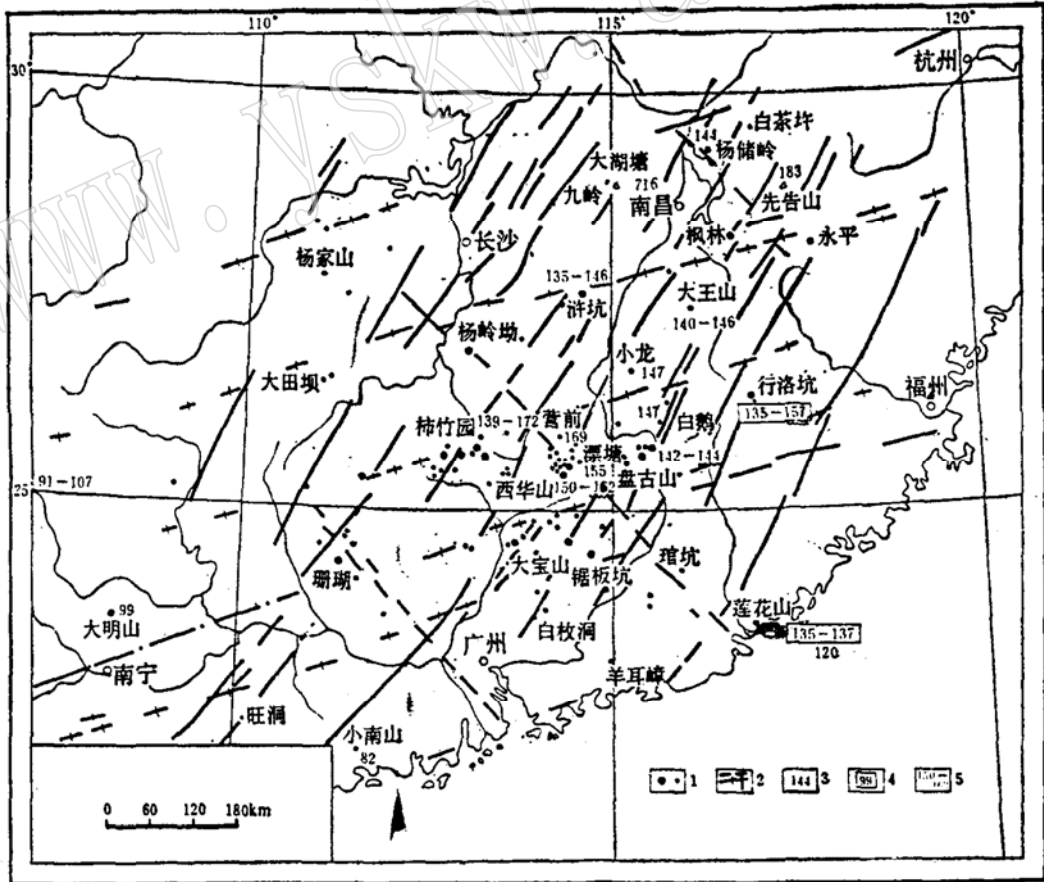 110°
115°
120°
30°
杭州
白茶圷
144
杨储岭
大湖塘
九岭
716
南昌
183
先告山
枫林
永平
长沙
杨家山
135-146
浒坑
大王山
140-146
杨岭坳
小龙
147
大田坝
行洛坑
135-157
福州
147
白鹅
柿竹园
139-172
营前
169
漂塘
142-144
155
盘古山
西华山
150-162
25
91-107
珊瑚
大宝山
锯板坑
琯坑
莲花山
135-137
120
99
大明山
白枚洞
广州
南宁
羊耳嶂
旺洞
小南山
82
0 60 120 180km
1
2
144 3
99 4
5
www.yskw.